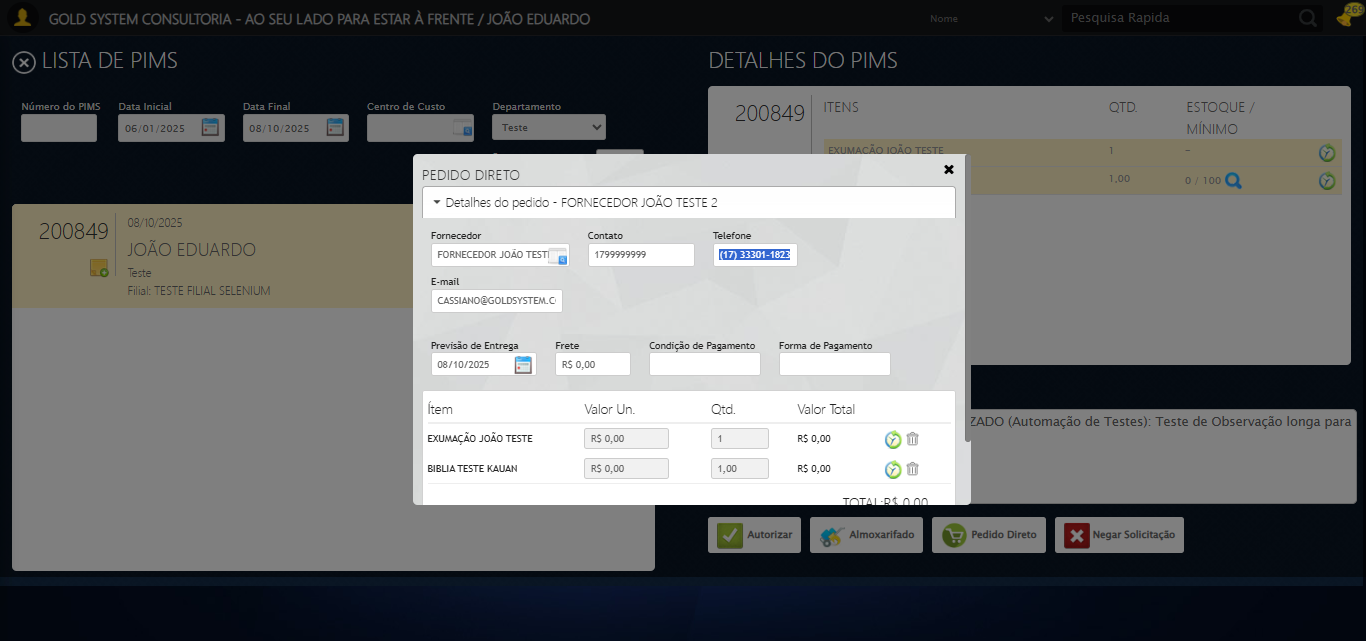 GOLD SYSTEM CONSULTORIA - AO SEU LADO PARA ESTAR À FRENTE / JOÃO EDUARDO
Nome
Pesquisa Rapida
269
LISTA DE PIMS
Número do PIMS
Data Inicial
Data Final
Centro de Custo
Departamento
06/01/2025
08/10/2025
Teste
200849
08/10/2025
JOÃO EDUARDO
Teste
Filial: TESTE FILIAL SELENIUM
DETALHES DO PIMS
200849
ITENS
QTD.
ESTOQUE /
MÍNIMO
EXUMAÇÃO JOÃO TESTE
1
-
1,00
0 / 100
PEDIDO DIRETO
Detalhes do pedido - FORNECEDOR JOÃO TESTE 2
Fornecedor
Contato
Telefone
FORNECEDOR JOÃO TEST
1799999999
(17) 33301-1823
E-mail
CASSIANO@GOLDSYSTEM.C
Previsão de Entrega
Frete
Condição de Pagamento
Forma de Pagamento
08/10/2025
R$ 0,00
Ítem
Valor Un.
Qtd.
Valor Total
EXUMAÇÃO JOÃO TESTE
R$ 0,00
1
R$ 0,00
BIBLIA TESTE KAUAN
R$ 0,00
1,00
R$ 0,00
TOTAL:R$ 0,00
ZADO (Automação de Testes): Teste de Observação longa para
Autorizar
Almoxarifado
Pedido Direto
Negar Solicitação